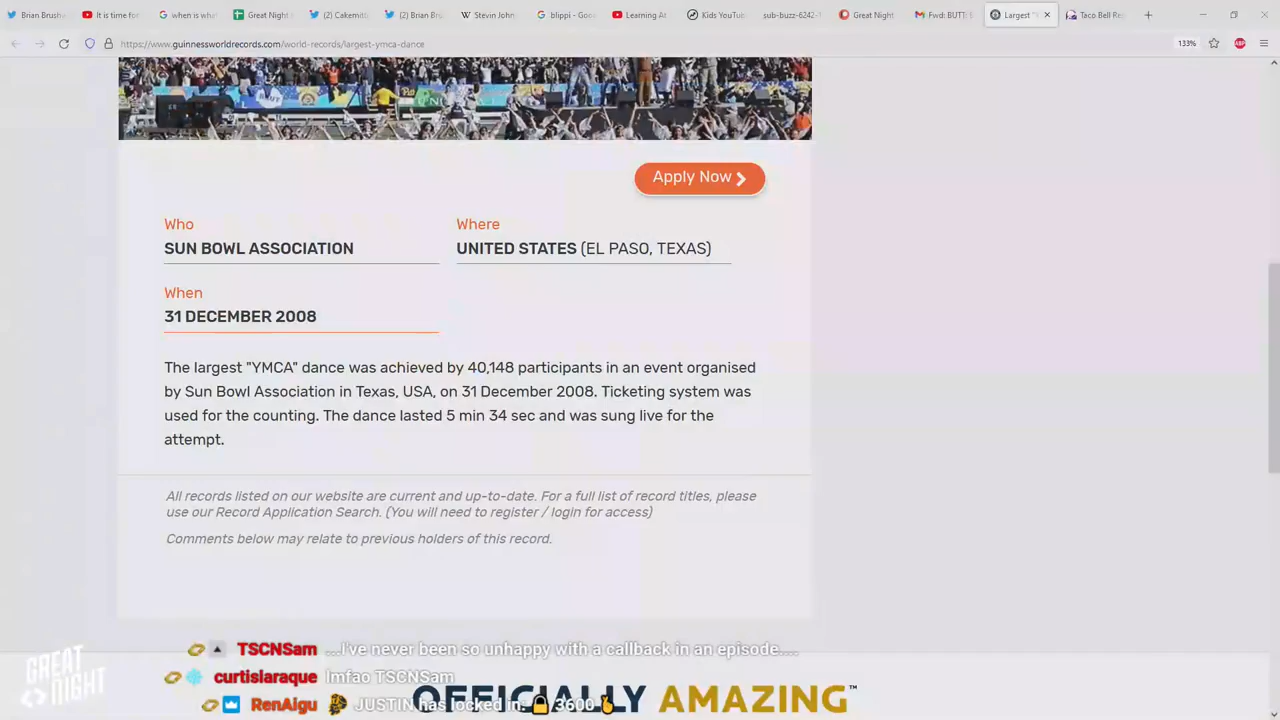 Brian Brush
It is time for
when is wha
Great Night
(2) Cakemitt
(2) Brian Bru
Stevin John
blippi - Goo
Learning At
Kids YouTub
sub-buzz-6242-1
Great Night
Fwd: BUTT! E
Largest "Y
Taco Bell Re
https://www.guinnessworldrecords.com/world-records/largest-ymca-dance
133%
ABP
Apply Now
Who
Where
SUN BOWL ASSOCIATION
UNITED STATES (EL PASO, TEXAS)
When
31 DECEMBER 2008
The largest "YMCA" dance was achieved by 40,148 participants in an event organised
by Sun Bowl Association in Texas, USA, on 31 December 2008. Ticketing system was
used for the counting. The dance lasted 5 min 34 sec and was sung live for the
attempt.
All records listed on our website are current and up-to-date. For a full list of record titles, please
use our Record Application Search. (You will need to register / login for access)
Comments below may relate to previous holders of this record.
TSCNSam ...I've never been so unhappy with a callback in an episode....
curtislaraque lmfao TSCNSam
RenAigu JUSTIN has locked in: 3600
OFFICIALLY AMAZING™
GREAT
NIGHT